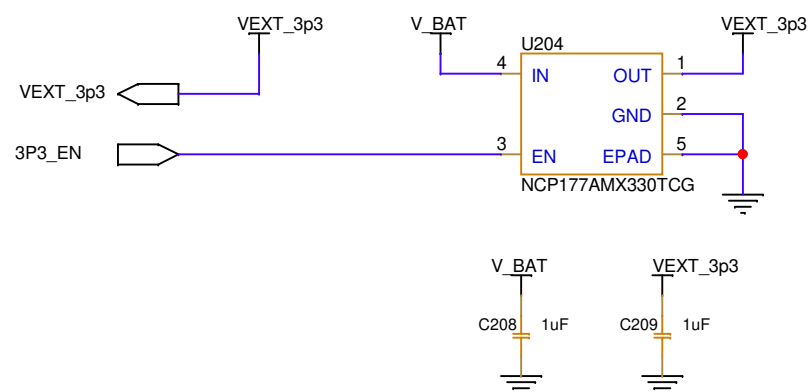 VEXT_3p3 V_BAT VEXT_3p3
U204
4 IN OUT 1
VEXT_3p3
GND 2
3P3_EN 3 EN EPAD 5
NCP177AMX330TCG
V_BAT VEXT_3p3
C208 1uF C209 1uF